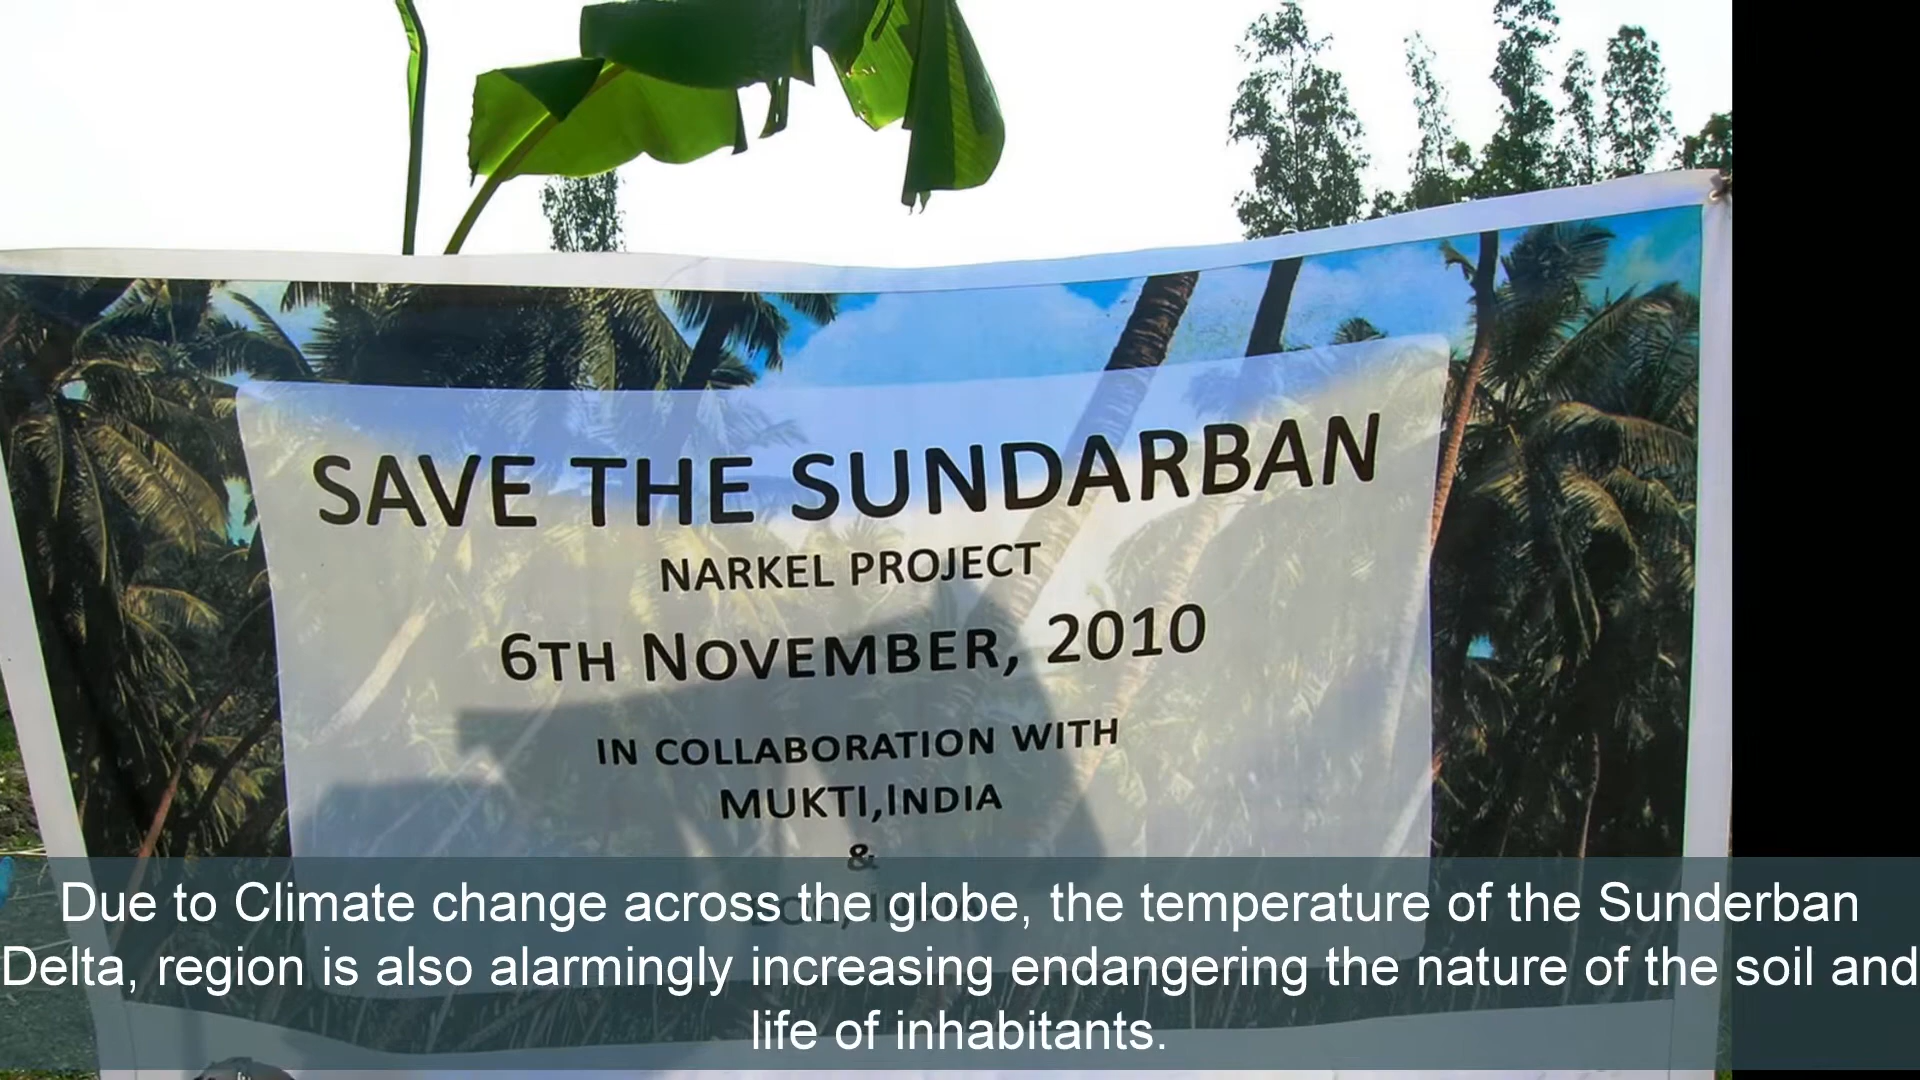 SAVE THE SUNDARBAN
NARKEL PROJECT
6TH NOVEMBER, 2010
IN COLLABORATION WITH
MUKTI,INDIA
&
Due to Climate change across the globe, the temperature of the Sunderban
Delta, region is also alarmingly increasing endangering the nature of the soil and
life of inhabitants.